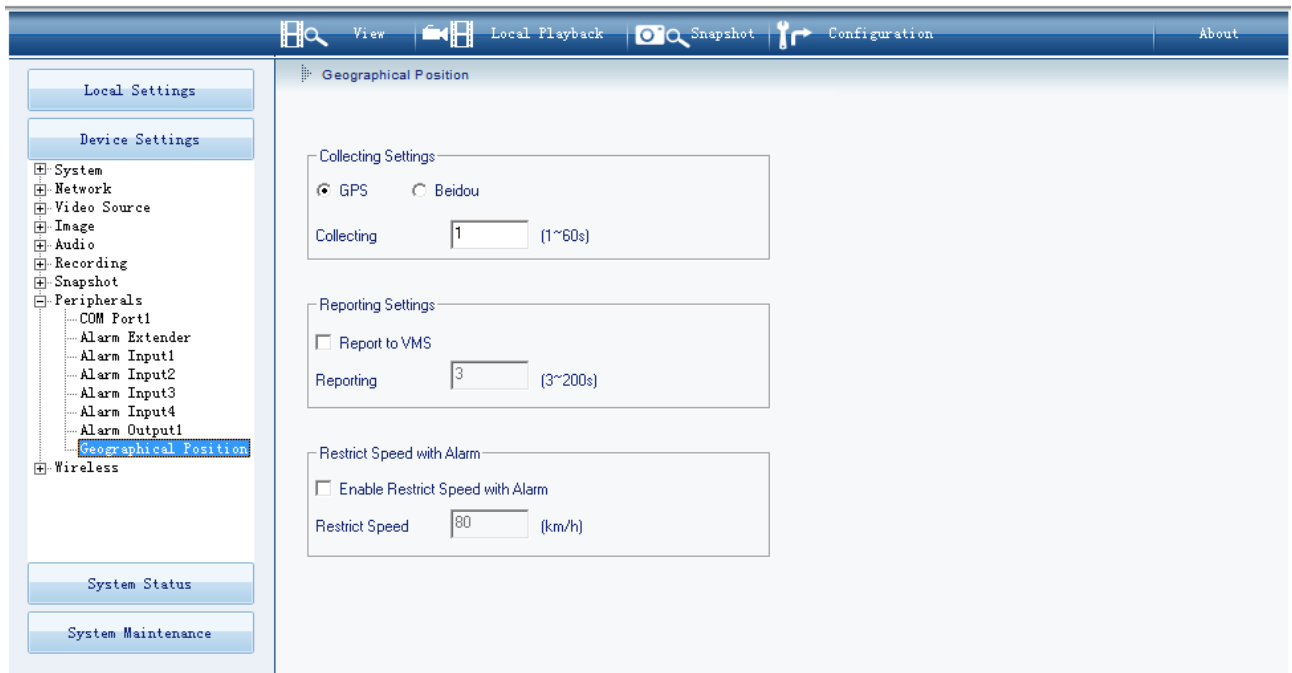 View Local Playback Snapshot Configuration About
Local Settings
Device Settings
System
Network
Video Source
Image
Audio
Recording
Snapshot
Peripherals
COM Port1
Alarm Extender
Alarm Input1
Alarm Input2
Alarm Input3
Alarm Input4
Alarm Output1
Geographical Position
Wireless
System Status
System Maintenance
Geographical Position
Collecting Settings
GPS Beidou
Collecting 1 (1~60s)
Reporting Settings
Report to VMS
Reporting 3 (3~200s)
Restrict Speed with Alarm
Enable Restrict Speed with Alarm
Restrict Speed 80 (km/h)